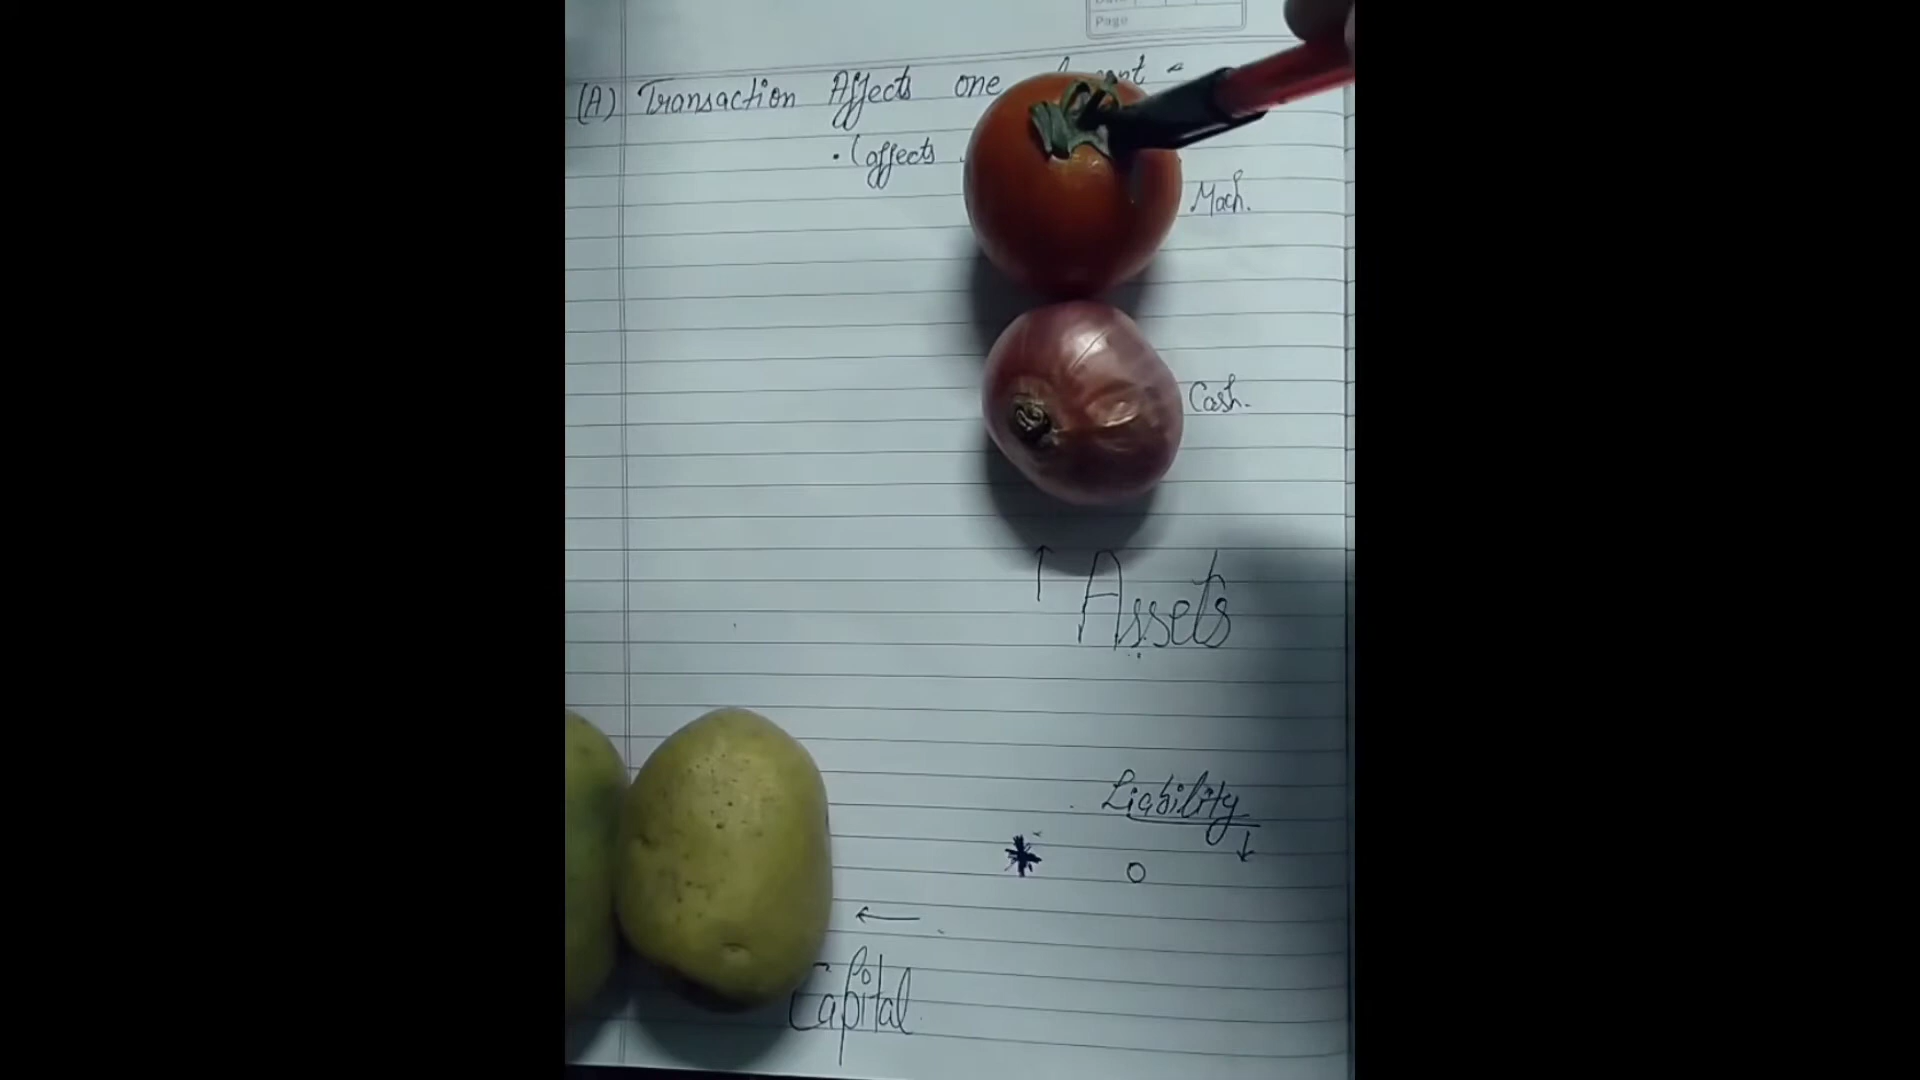 Page
(A) Transaction Affects one
• (affects
Mach.
Cash.
Assets
Liability
Capital